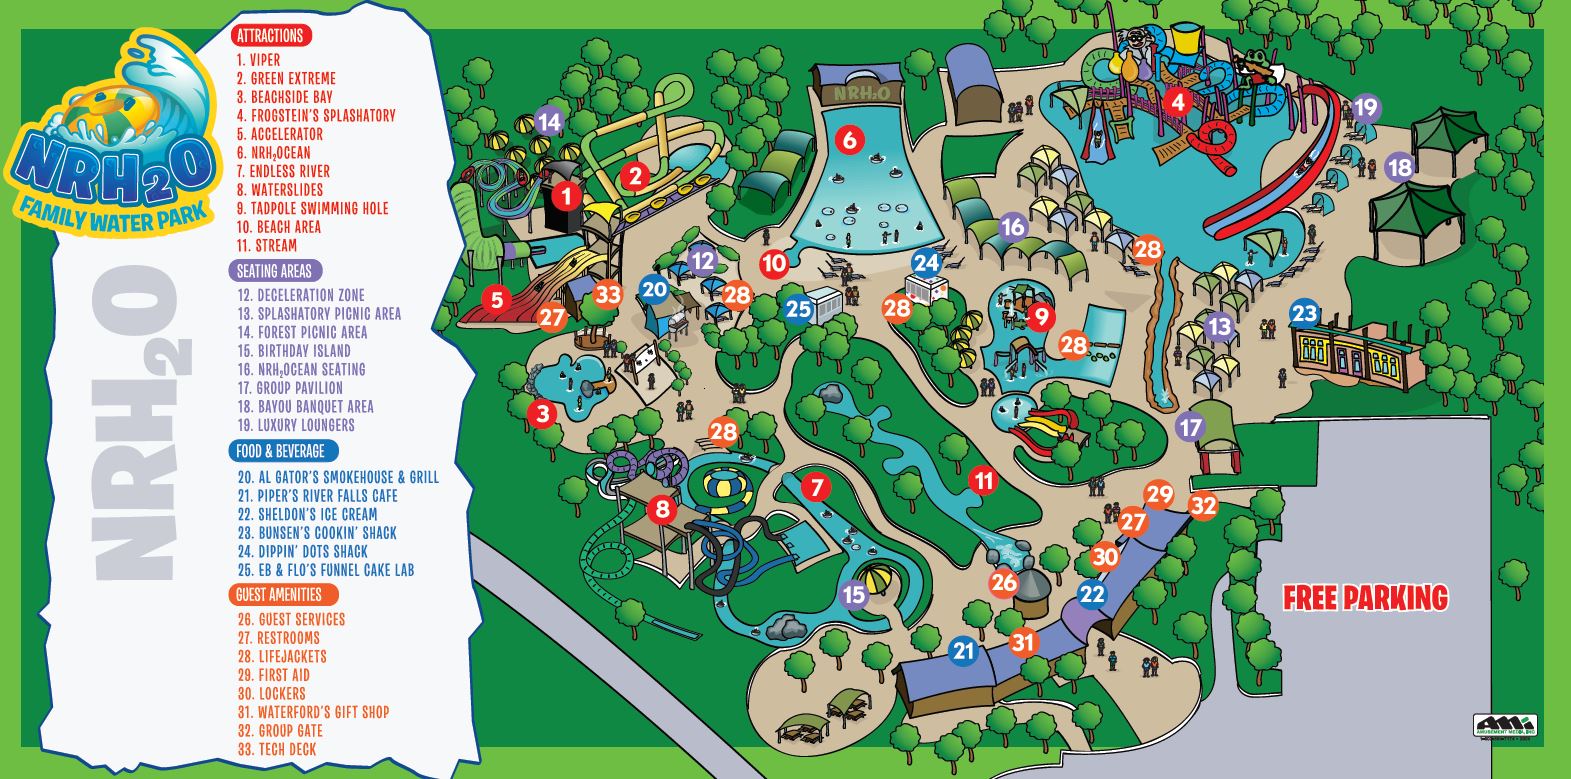 NRH2O
FAMILY WATER PARK
NRH2O
ATTRACTIONS
1. VIPER
2. GREEN EXTREME
3. BEACHSIDE BAY
4. FROGSTEIN'S SPLASHATORY
5. ACCELERATOR
6. NRH2OCEAN
7. ENDLESS RIVER
8. WATERSLIDES
9. TADPOLE SWIMMING HOLE
10. BEACH AREA
11. STREAM
SEATING AREAS
12. DECELERATION ZONE
13. SPLASHATORY PICNIC AREA
14. FOREST PICNIC AREA
15. BIRTHDAY ISLAND
16. NRH2OCEAN SEATING
17. GROUP PAVILION
18. BAYOU BANQUET AREA
19. LUXURY LOUNGERS
FOOD & BEVERAGE
20. AL GATOR'S SMOKEHOUSE & GRILL
21. PIPER'S RIVER FALLS CAFE
22. SHELDON'S ICE CREAM
23. BUNSEN'S COOKIN' SHACK
24. DIPPIN' DOTS SHACK
25. EB & FLO'S FUNNEL CAKE LAB
GUEST AMENITIES
26. GUEST SERVICES
27. RESTROOMS
28. LIFEJACKETS
29. FIRST AID
30. LOCKERS
31. WATERFORD'S GIFT SHOP
32. GROUP GATE
33. TECH DECK
NRH2O
4
19
14
6
18
2
1
16
28
12
10
24
33
20
28
5
27
25
28
9
13
23
28
3
28
17
11
7
29
32
8
27
30
26
15
22
FREE PARKING
31
21
AMI
AMUSEMENT MEDIA, INC